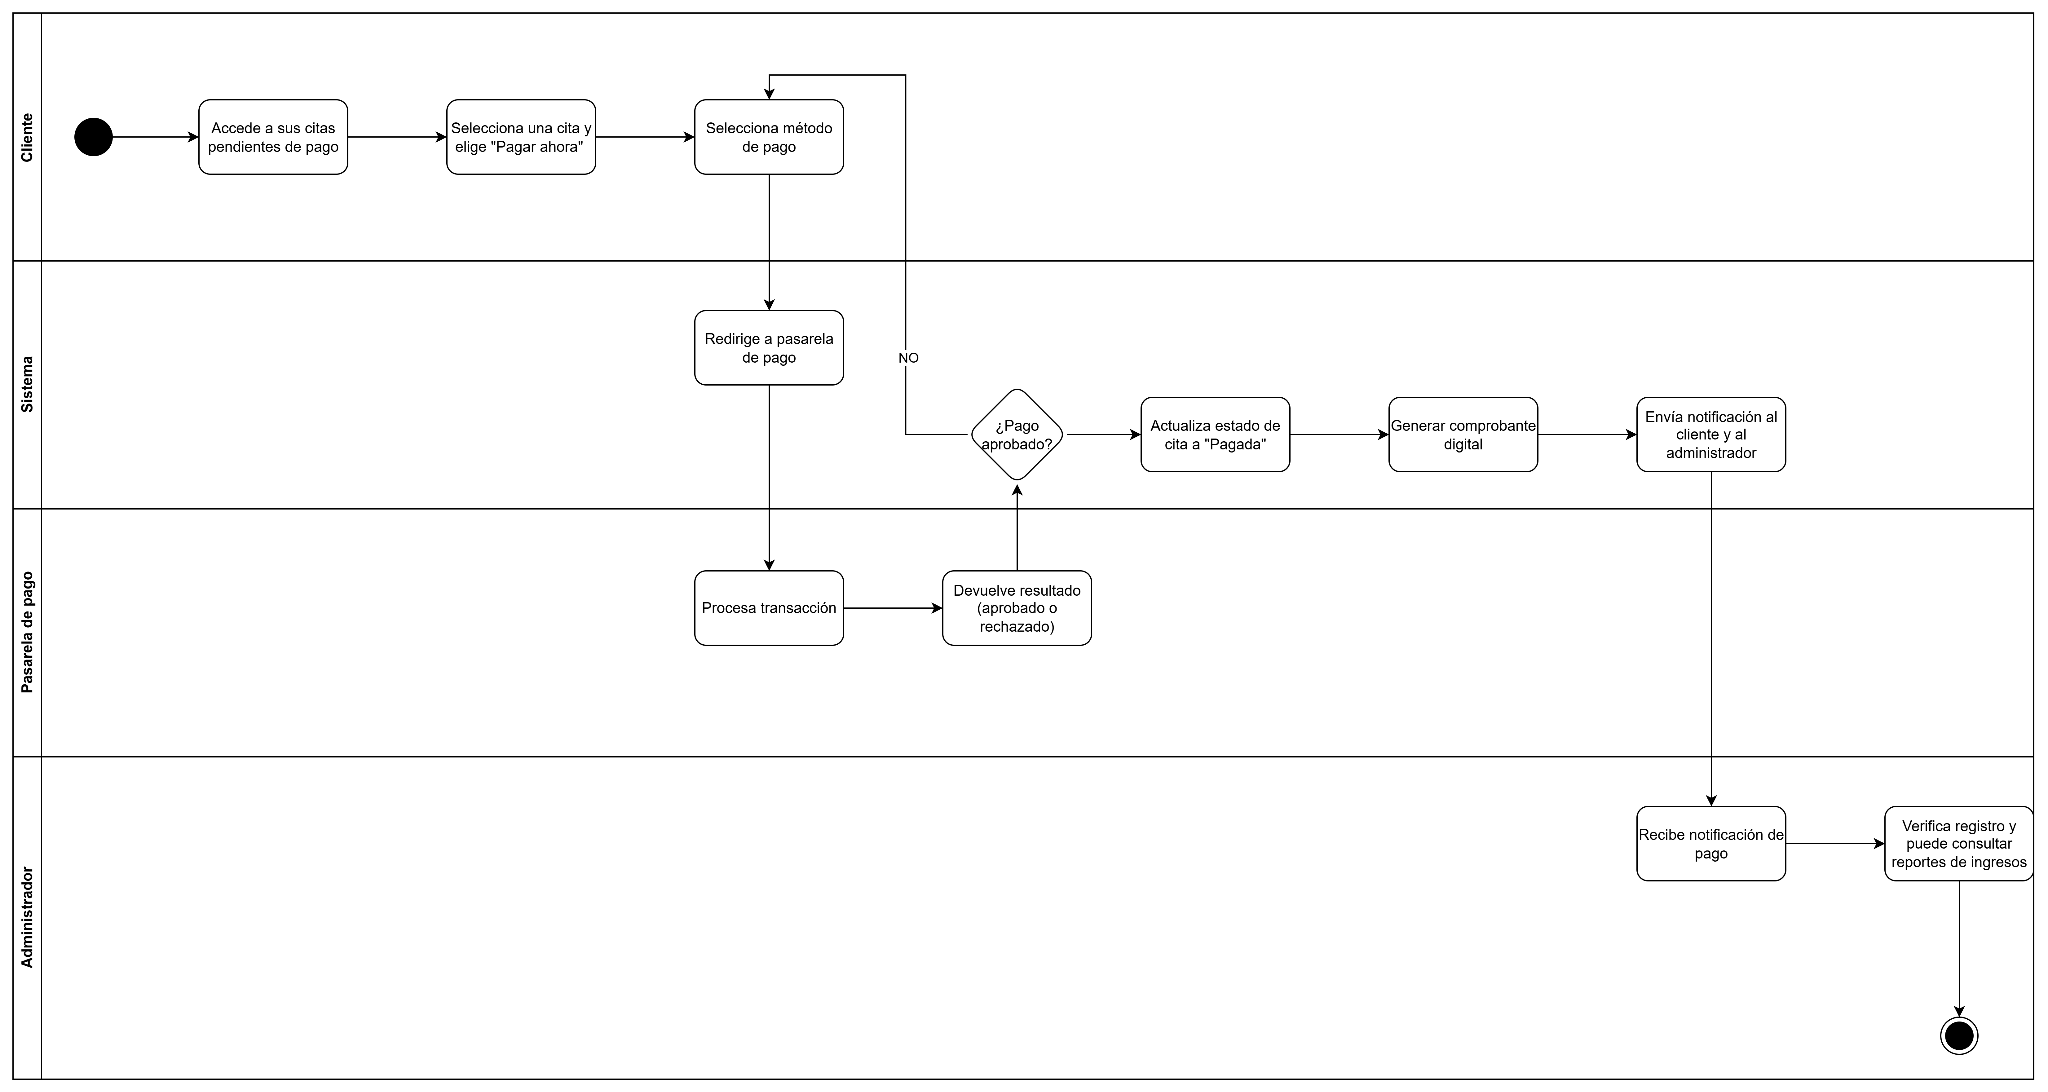 Cliente
Accede a sus citas
pendientes de pago
Selecciona una cita y
elige "Pagar ahora"
Selecciona método
de pago
Sistema
Redirige a pasarela
de pago
NO
¿Pago
aprobado?
Actualiza estado de
cita a "Pagada"
Generar comprobante
digital
Envía notificación al
cliente y al
administrador
Pasarela de pago
Procesa transacción
Devuelve resultado
(aprobado o
rechazado)
Administrador
Recibe notificación de
pago
Verifica registro y
puede consultar
reportes de ingresos